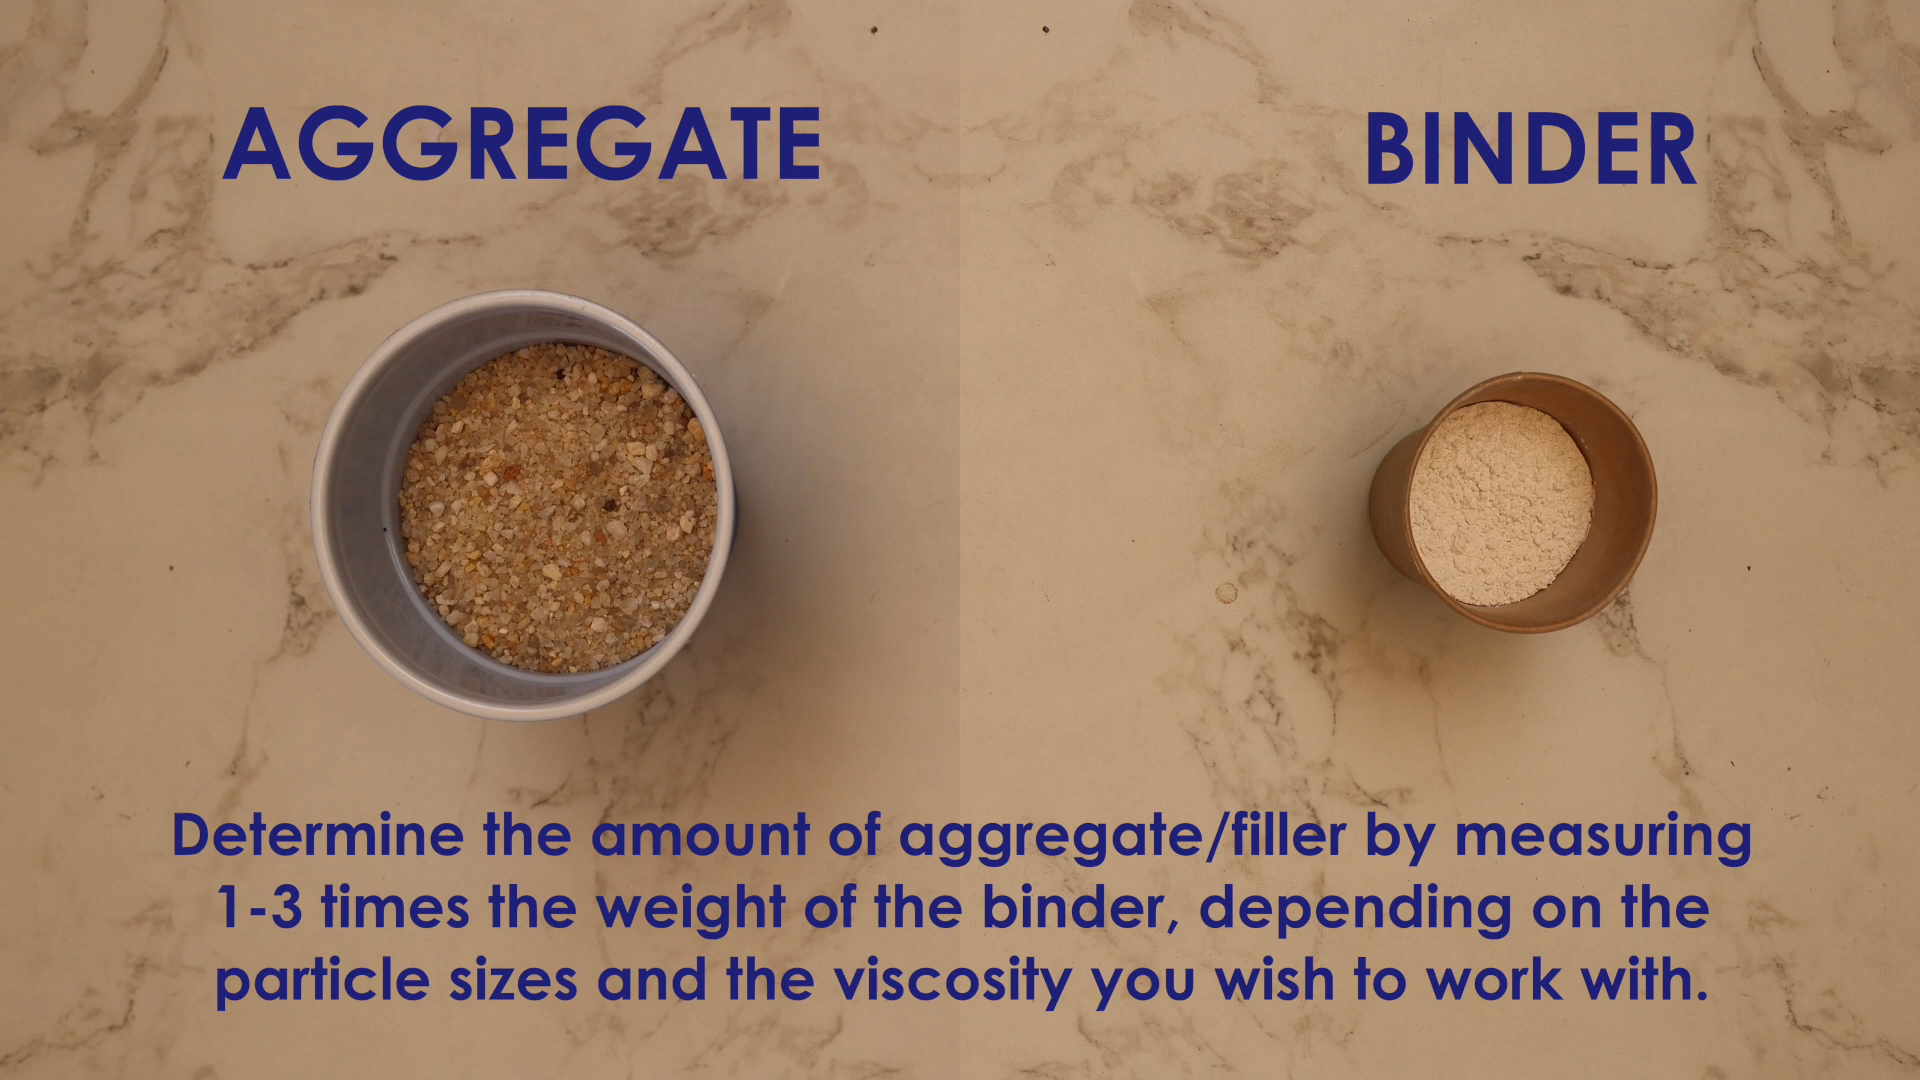 AGGREGATE
BINDER
Determine the amount of aggregate/filler by measuring
1-3 times the weight of the binder, depending on the
particle sizes and the viscosity you wish to work with.